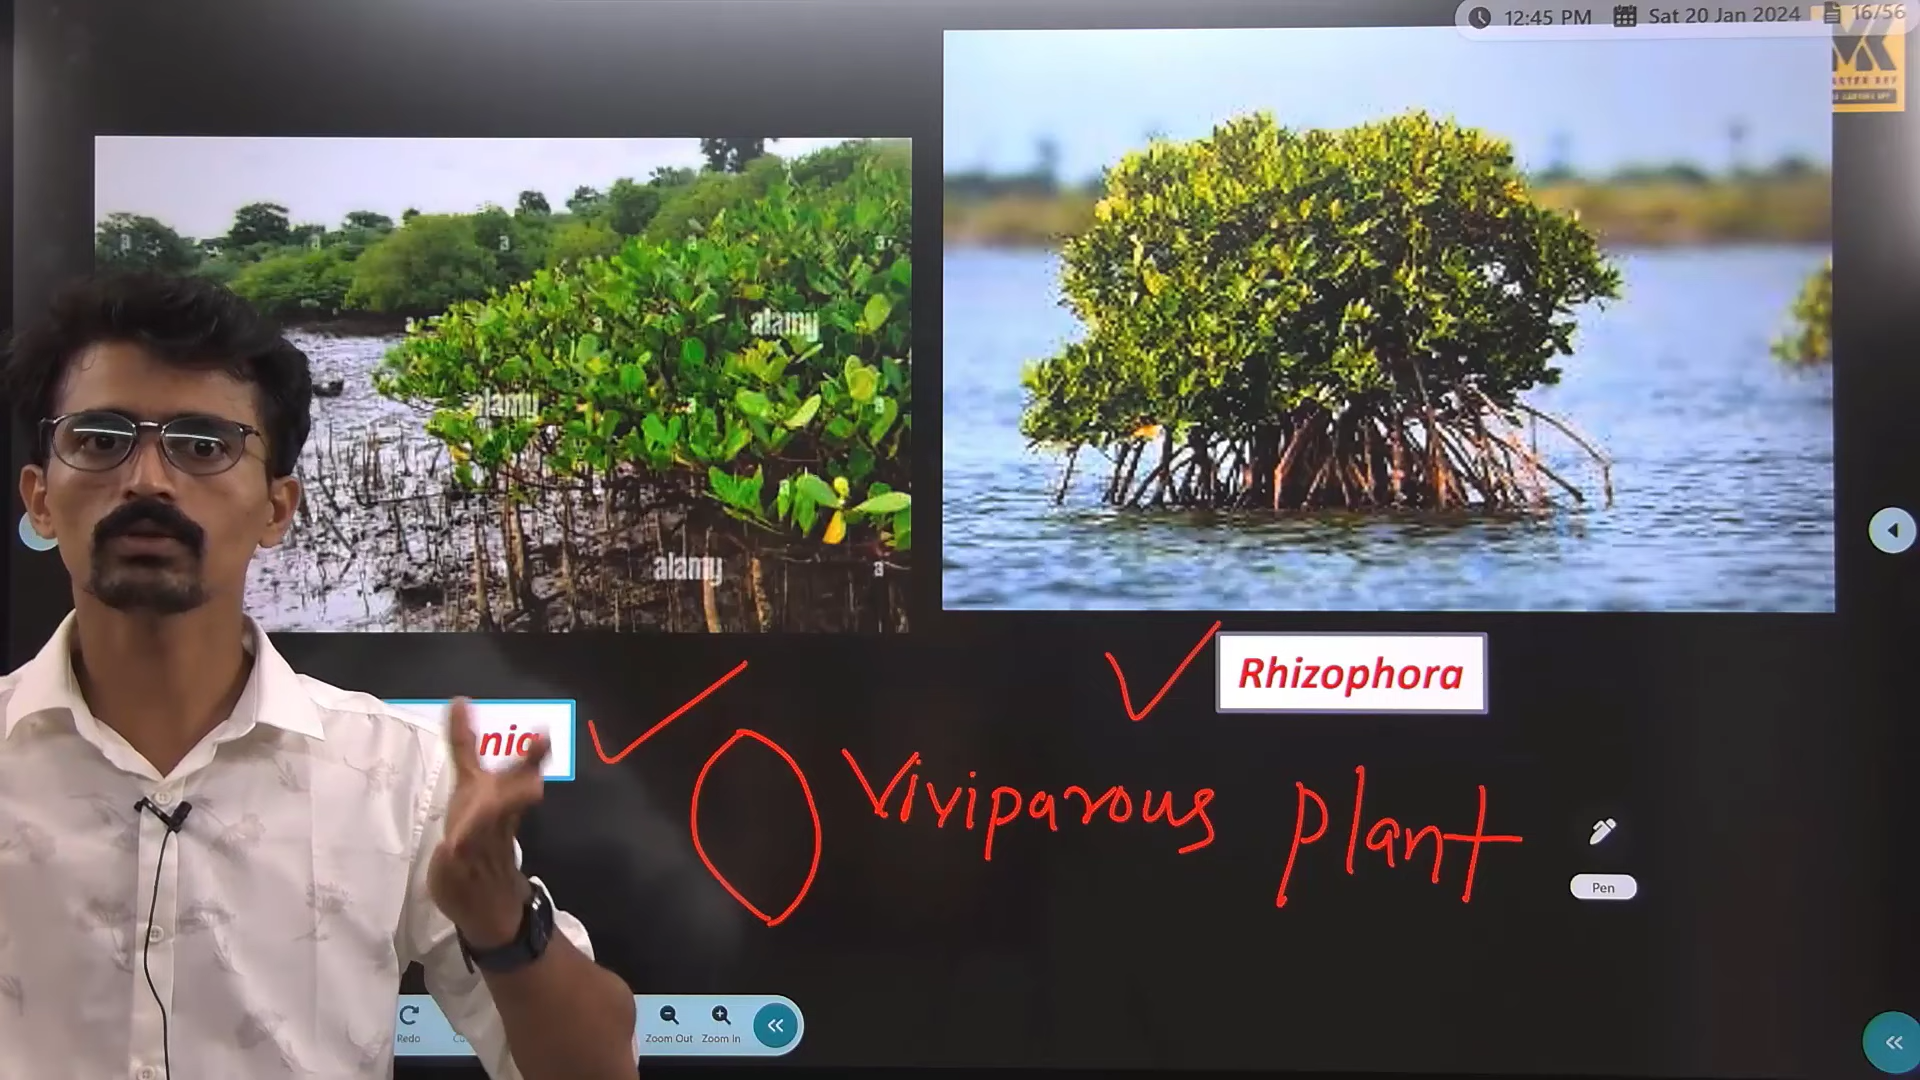 12:45 PM Sat 20 Jan 2024 16/56
alamy
alamy
alamy
a
Rhizophora
nia
Viviparous plant
Pen
Redo
Zoom Out Zoom In